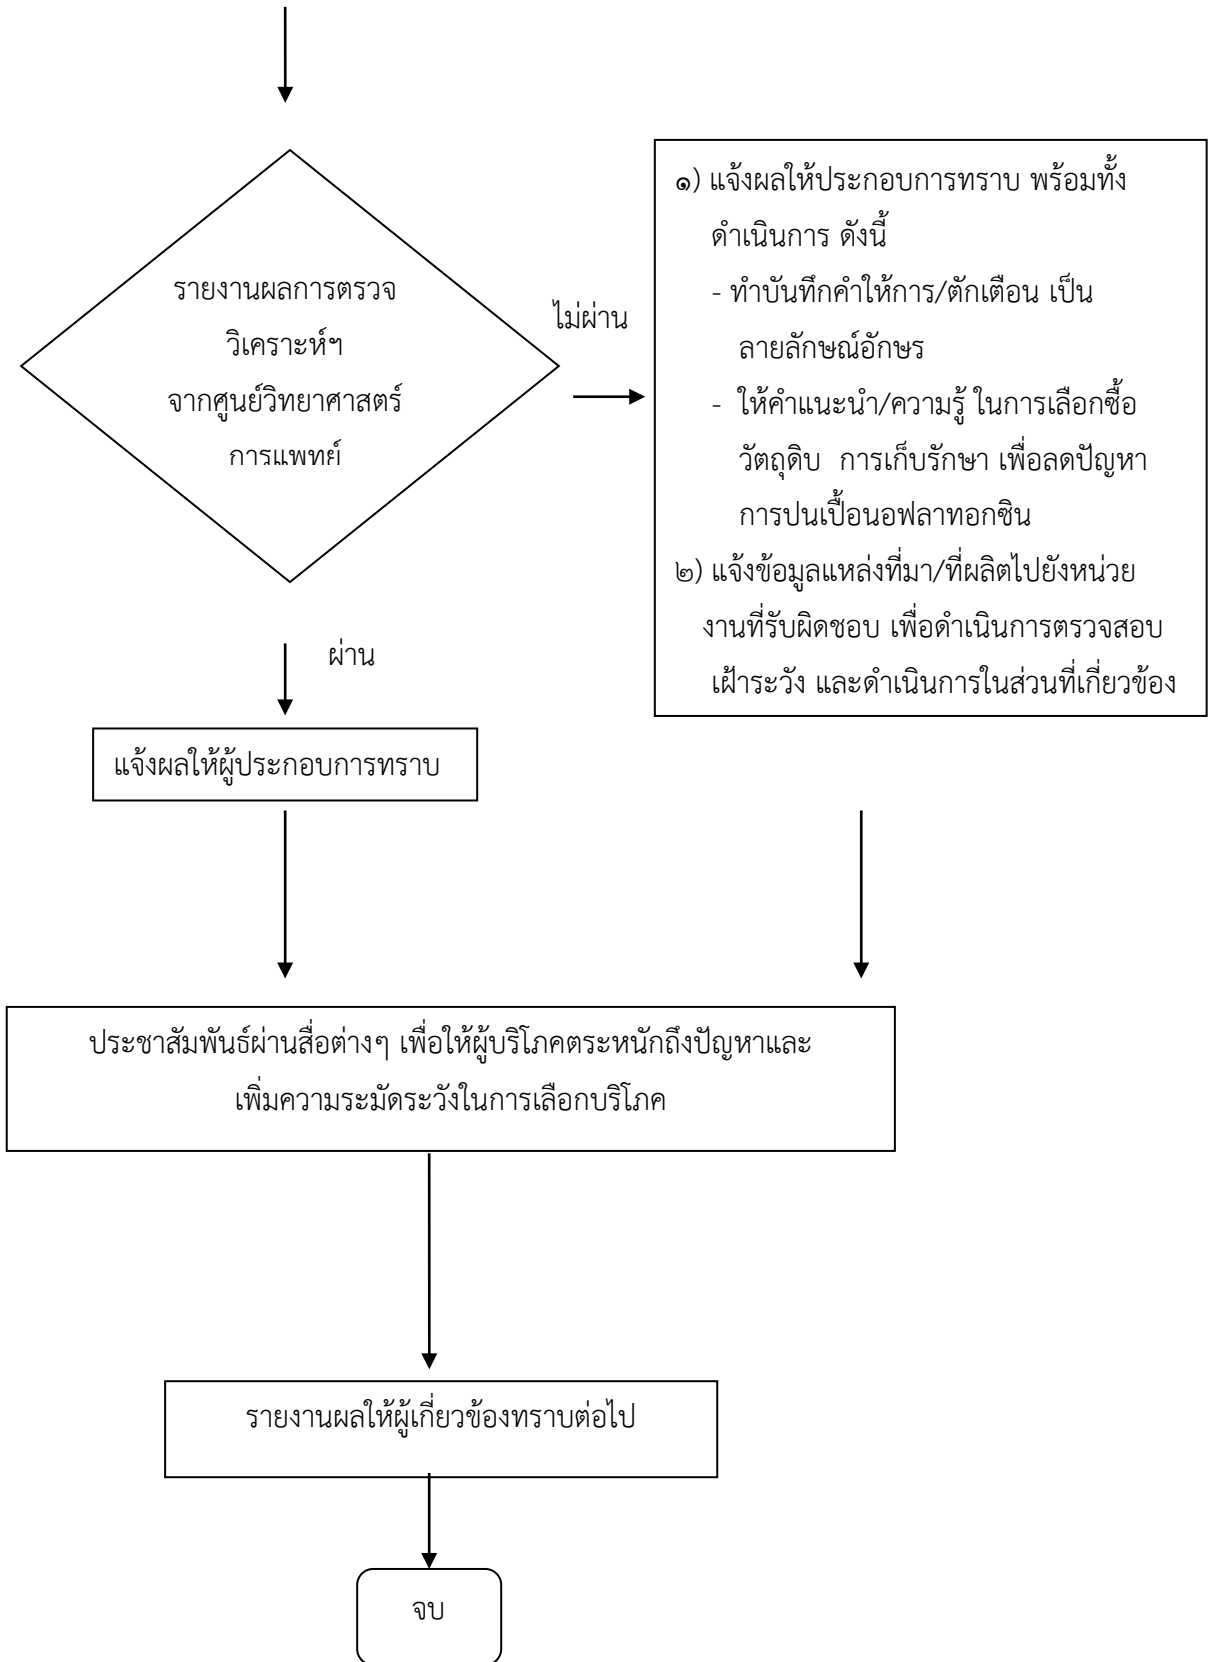 รายงานผลการตรวจ
วิเคราะห์ฯ
จากศูนย์วิทยาศาสตร์
การแพทย์
ไม่ผ่าน
๑) แจ้งผลให้ประกอบการทราบ พร้อมทั้ง
ดำเนินการ ดังนี้
- ทำบันทึกคำให้การ/ตักเตือน เป็น
ลายลักษณ์อักษร
- ให้คำแนะนำ/ความรู้ ในการเลือกซื้อ
วัตถุดิบ การเก็บรักษา เพื่อลดปัญหา
การปนเปื้อนอฟลาทอกซิน
๒) แจ้งข้อมูลแหล่งที่มา/ที่ผลิตไปยังหน่วย
งานที่รับผิดชอบ เพื่อดำเนินการตรวจสอบ
เฝ้าระวัง และดำเนินการในส่วนที่เกี่ยวข้อง
ผ่าน
แจ้งผลให้ผู้ประกอบการทราบ
ประชาสัมพันธ์ผ่านสื่อต่างๆ เพื่อให้ผู้บริโภคตระหนักถึงปัญหาและ
เพิ่มความระมัดระวังในการเลือกบริโภค
รายงานผลให้ผู้เกี่ยวข้องทราบต่อไป
จบ